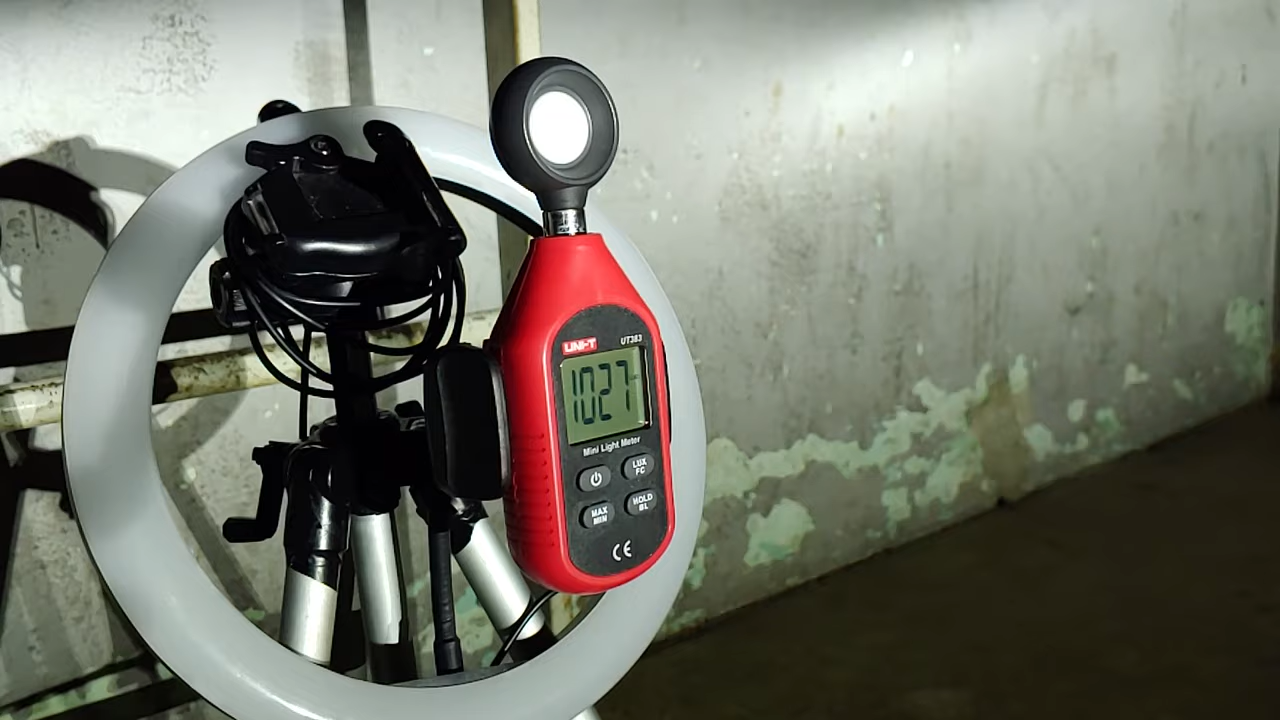 UNI-T UT383
1027
Mini Light Meter
LUX
FC
MAX
MIN
HOLD
BL
CE